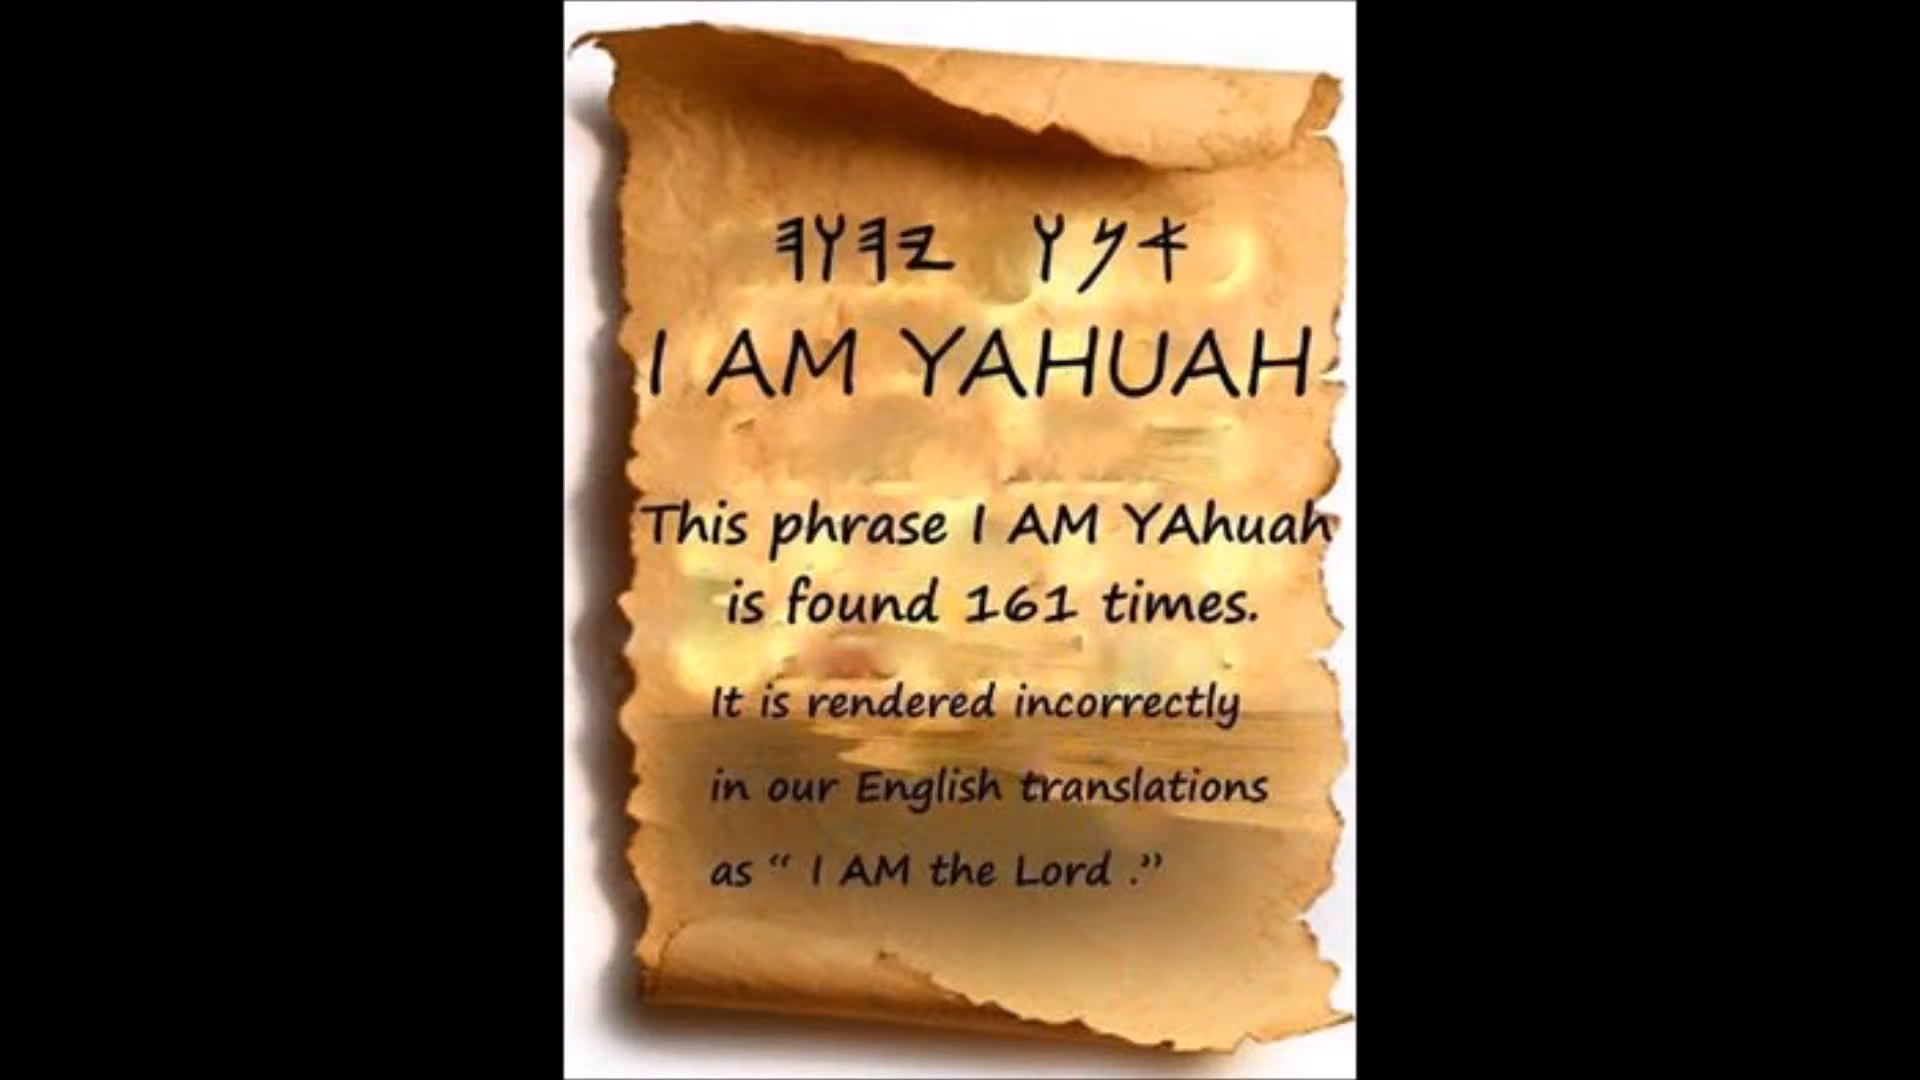 𐤀𐤍𐤅 𐤉𐤄𐤅𐤄
I AM YAHUAH
This phrase I AM YAhuah
is found 161 times.
It is rendered incorrectly
in our English translations
as “ I AM the Lord .”